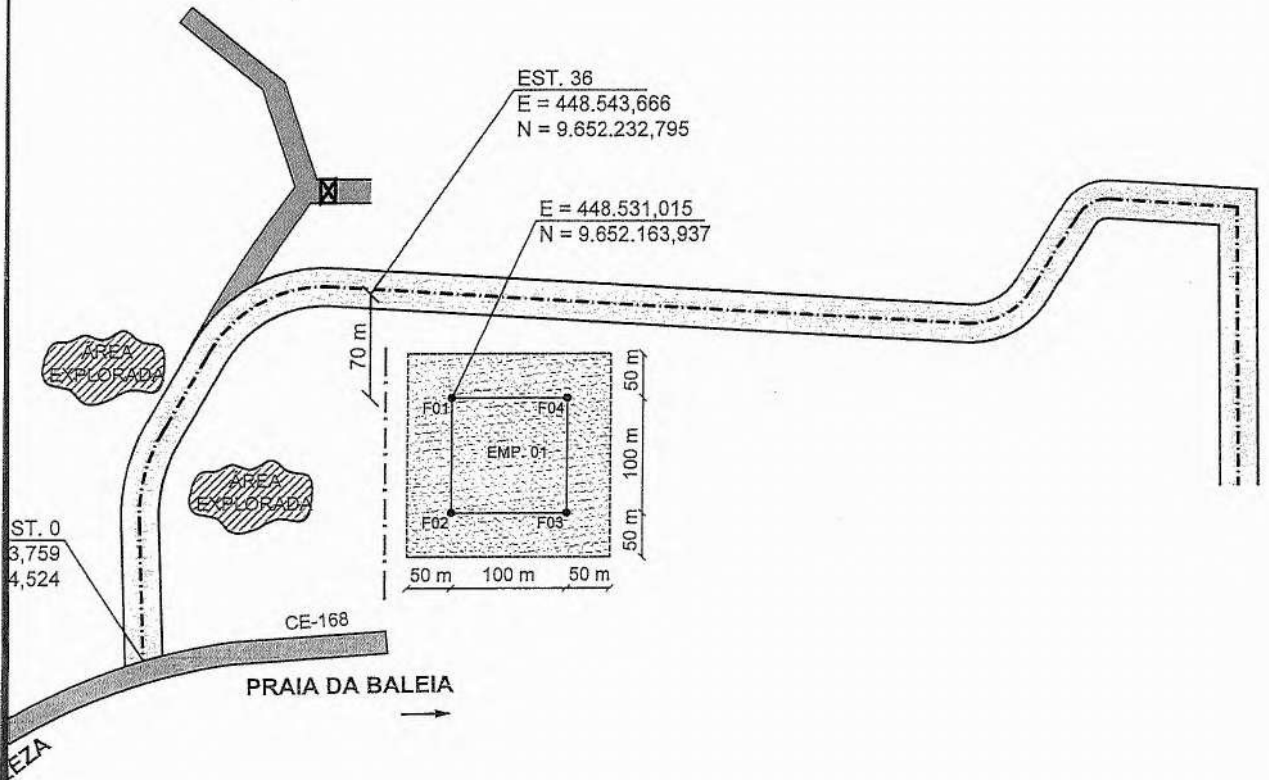 EST. 36
E = 448.543,666
N = 9.652.232,795
E = 448.531,015
N = 9.652.163,937
70 m
ÁREA
EXPLORADA
50 m
F01
F04
EMP. 01
100 m
ÁREA
EXPLORADA
F02
F03
50 m
ST. 0
3,759
4,524
50 m
100 m
50 m
CE-168
PRAIA DA BALEIA
EZA